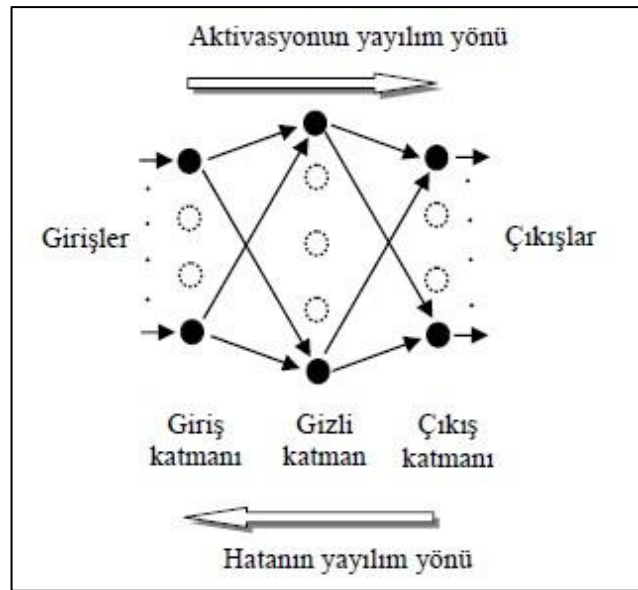 Aktivasyonun yayılım yönü
Girişler
Çıkışlar
Giriş
katmanı
Gizli
katman
Çıkış
katmanı
Hatanın yayılım yönü